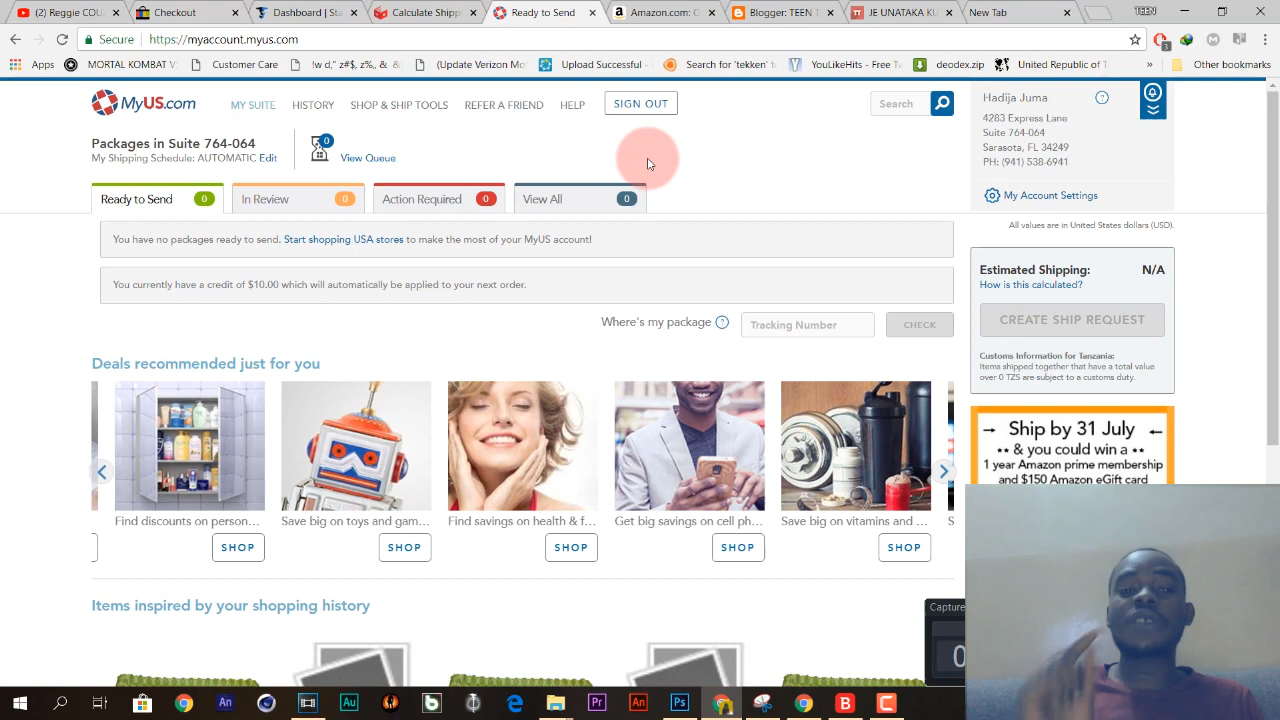 (1) Reggie COU
Checkout
Dashboard | Sta
Calculate Shipp
Ready to Send
Amazon.com: O
Blogger: TEEN T
JE UNATAKA KU
New Tab
TEEN
Secure
https://myaccount.myus.com
3
Apps
MORTAL KOMBAT V
Customer Care
!w d," z#$, %, &
(Update: Verizon Mo
Upload Successful -
Search for 'tekken' t
YouLikeHits - Free Tw
deodex.zip
United Republic of Ta
»
Other bookmarks
MyUS.com
MY SUITE
HISTORY
SHOP & SHIP TOOLS
REFER A FRIEND
HELP
SIGN OUT
Search
Packages in Suite 764-064
My Shipping Schedule: AUTOMATIC Edit
0
View Queue
Hadija Juma
4283 Express Lane
Suite 764-064
Sarasota, FL 34249
PH: (941) 538-6941
My Account Settings
Ready to Send 0
In Review 0
Action Required 0
View All 0
All values are in United States dollars (USD).
You have no packages ready to send. Start shopping USA stores to make the most of your MyUS account!
You currently have a credit of $10.00 which will automatically be applied to your next order.
Where's my package ?
Tracking Number
CHECK
Estimated Shipping: N/A
How is this calculated?
CREATE SHIP REQUEST
Customs Information for Tanzania:
Items shipped together that have a total value
over 0 TZS are subject to a customs duty.
Deals recommended just for you
Find discounts on person...
Save big on toys and gam...
Find savings on health & f...
Get big savings on cell ph...
Save big on vitamins and ...
S
SHOP
SHOP
SHOP
SHOP
SHOP
Ship by 31 July
& you could win a
1 year Amazon prime membership
and $150 Amazon eGift card
Items inspired by your shopping history
Capture
0